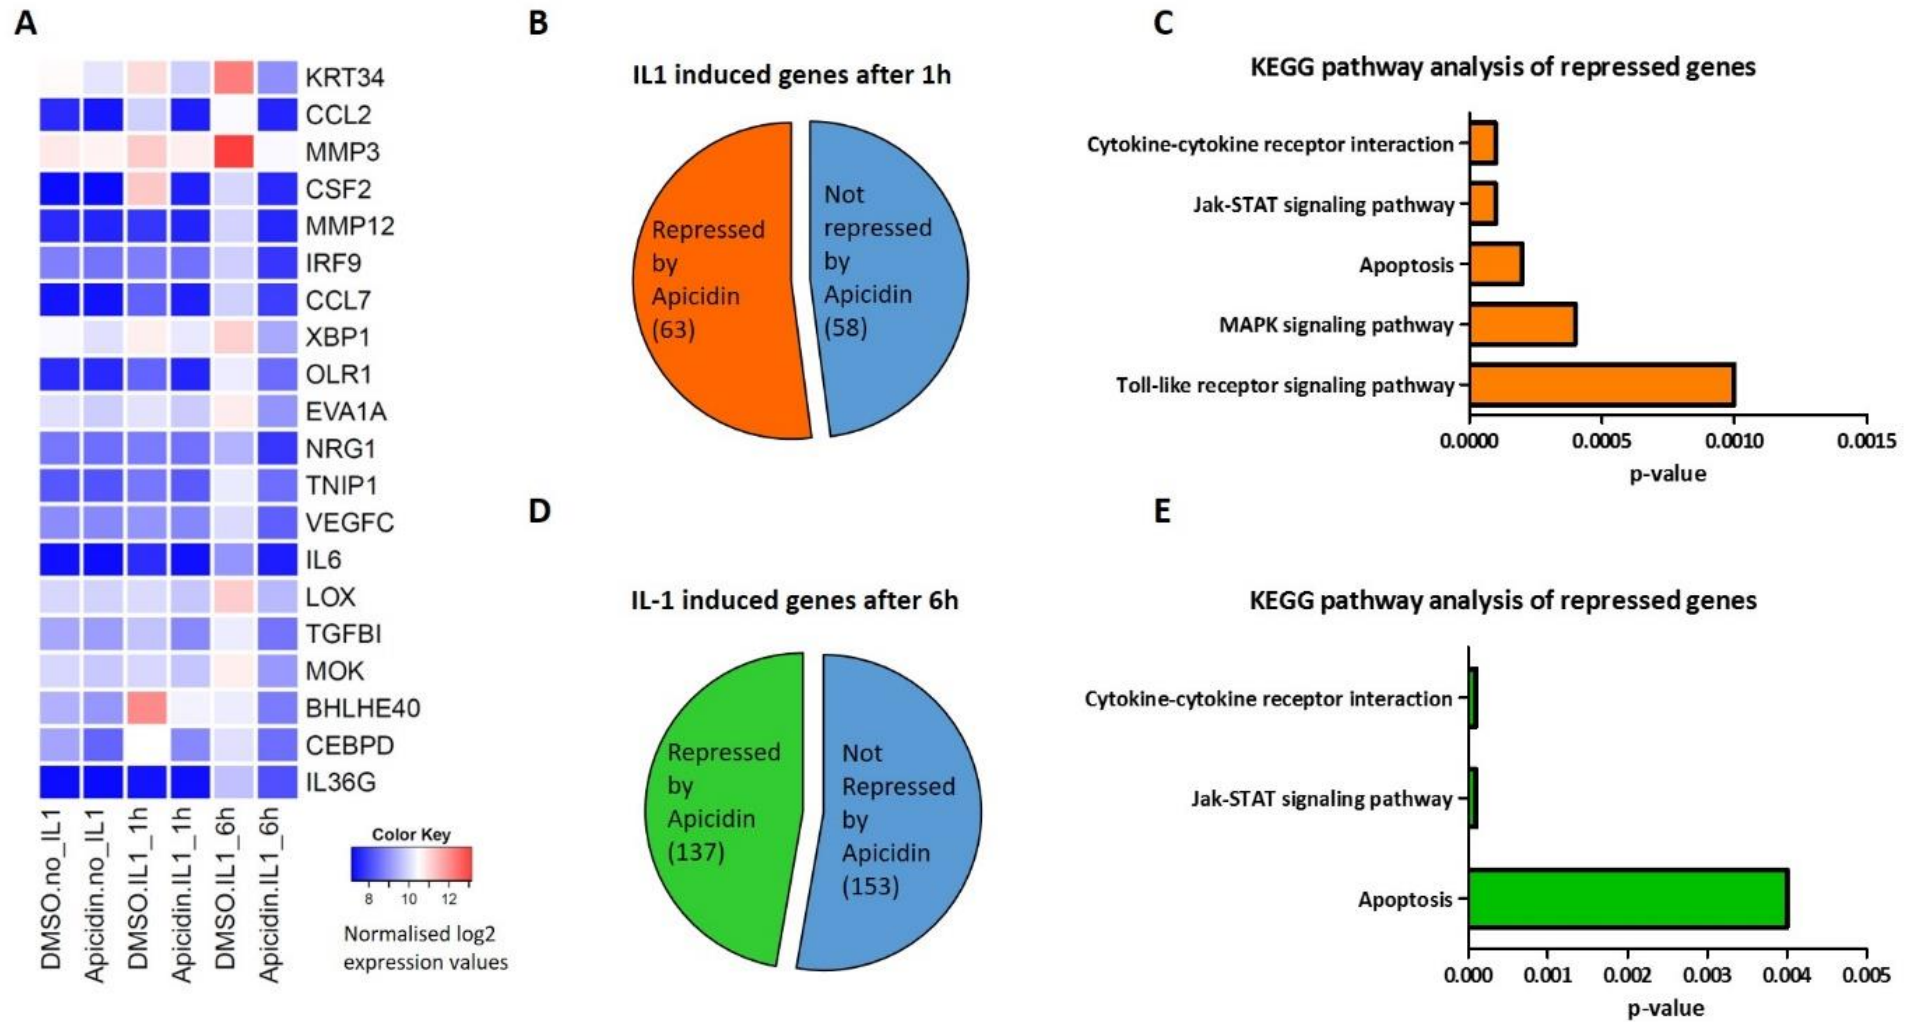 A
KRT34
CCL2
MMP3
CSF2
MMP12
IRF9
CCL7
XBP1
OLR1
EVA1A
NRG1
TNIP1
VEGFC
IL6
LOX
TGFBI
MOK
BHLHE40
CEBPD
IL36G
DMSO.no_IL1
Apicidin.no_IL1
DMSO.IL1_1h
Apicidin.IL1_1h
DMSO.IL1_6h
Apicidin.IL1_6h
Color Key
8 10 12
Normalised log2
expression values
B
IL1 induced genes after 1h
Repressed
by
Apicidin
(63)
Not
repressed
by
Apicidin
(58)
C
KEGG pathway analysis of repressed genes
Cytokine-cytokine receptor interaction
Jak-STAT signaling pathway
Apoptosis
MAPK signaling pathway
Toll-like receptor signaling pathway
0.0000 0.0005 0.0010 0.0015
p-value
D
IL-1 induced genes after 6h
Repressed
by
Apicidin
(137)
Not
Repressed
by
Apicidin
(153)
E
KEGG pathway analysis of repressed genes
Cytokine-cytokine receptor interaction
Jak-STAT signaling pathway
Apoptosis
0.000 0.001 0.002 0.003 0.004 0.005
p-value